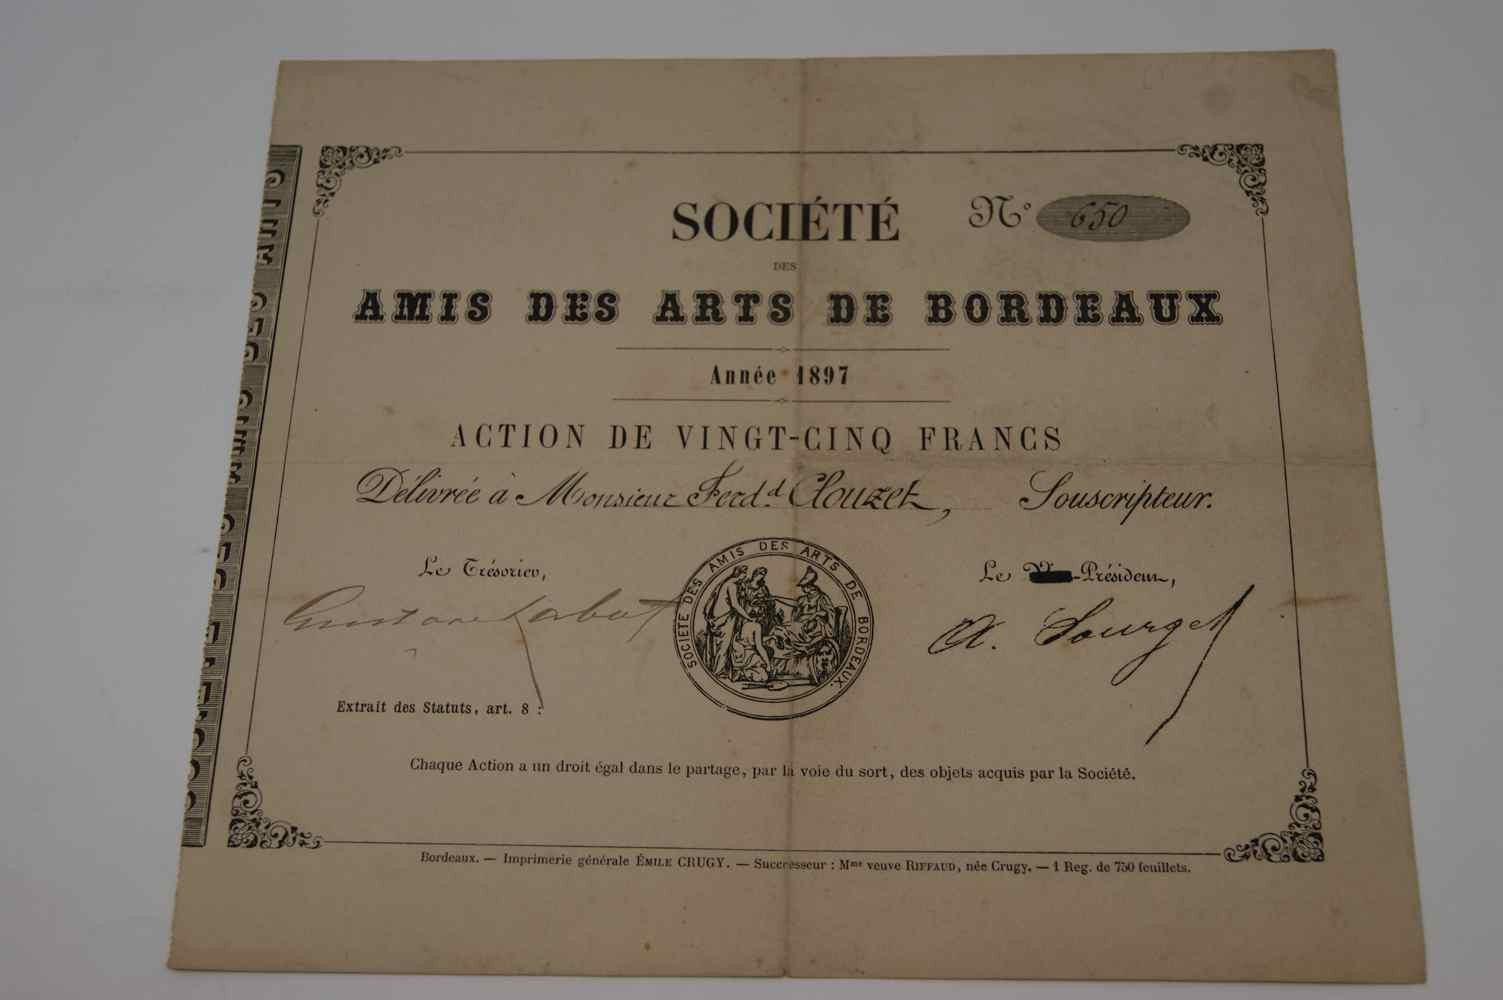 SOCIÉTÉ
N° 650
DES
AMIS DES ARTS DE BORDEAUX
Année 1897
ACTION DE VINGT-CINQ FRANCS
Délivrée à Monsieur Ferd.d Clouzet, Souscripteur.
Le Trésorier,
Le -Président,
SOCIÉTÉ DES AMIS DES ARTS DE BORDEAUX.
Gustave Labat
A. Sourget
Extrait des Statuts, art. 8 :
Chaque Action a un droit égal dans le partage, par la voie du sort, des objets acquis par la Société.
Bordeaux. — Imprimerie générale ÉMILE CRUGY. — Successeur : Mme veuve RIFFAUD, née Crugy. — 1 Reg. de 750 feuillets.